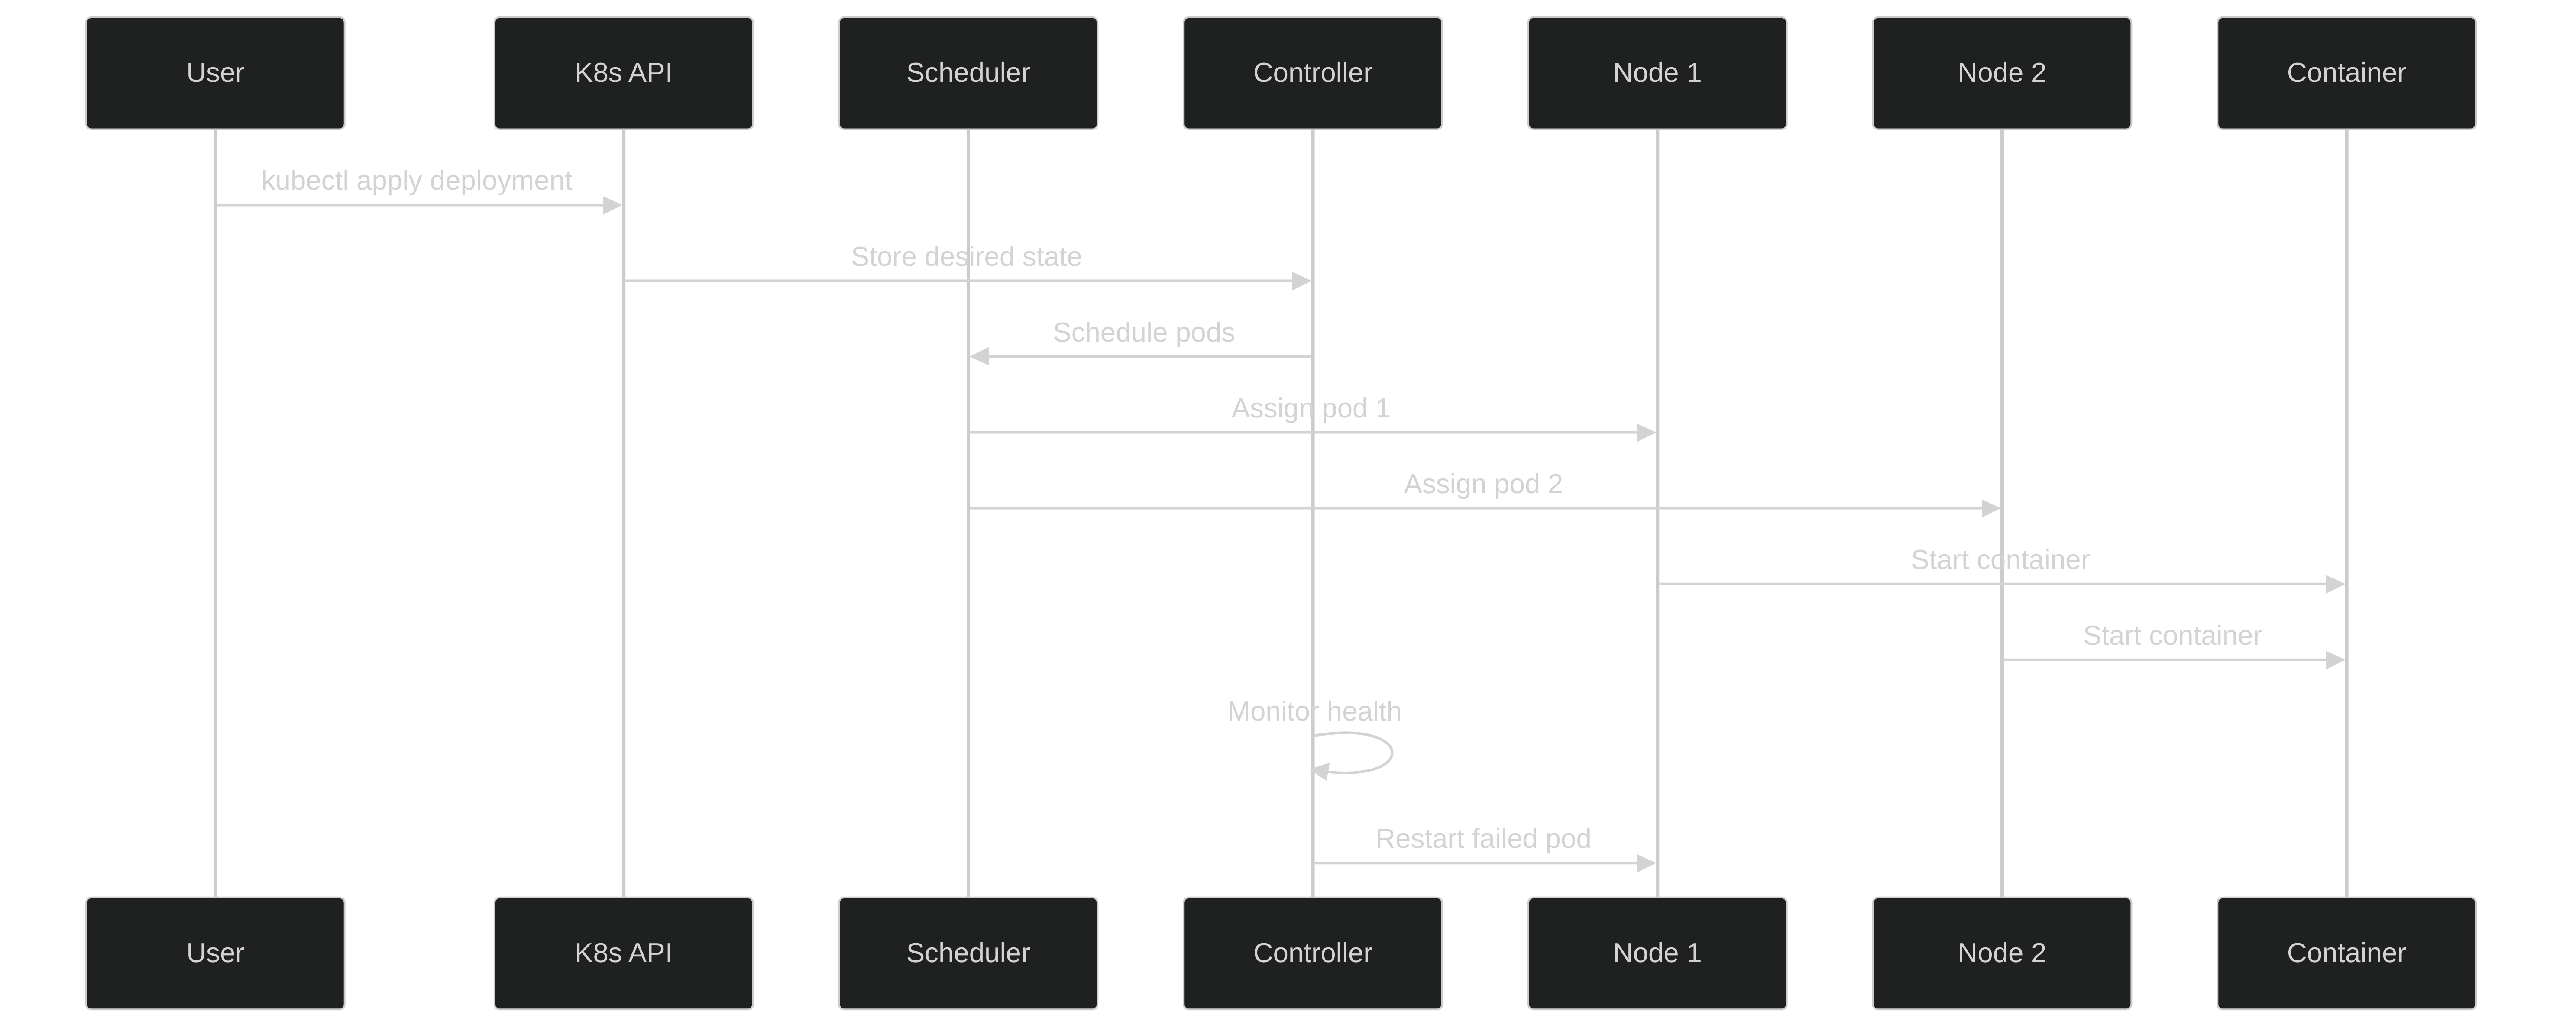 User
K8s API
Scheduler
Controller
Node 1
Node 2
Container
kubectl apply deployment
Store desired state
Schedule pods
Assign pod 1
Assign pod 2
Start container
Start container
Monitor health
Restart failed pod
User
K8s API
Scheduler
Controller
Node 1
Node 2
Container